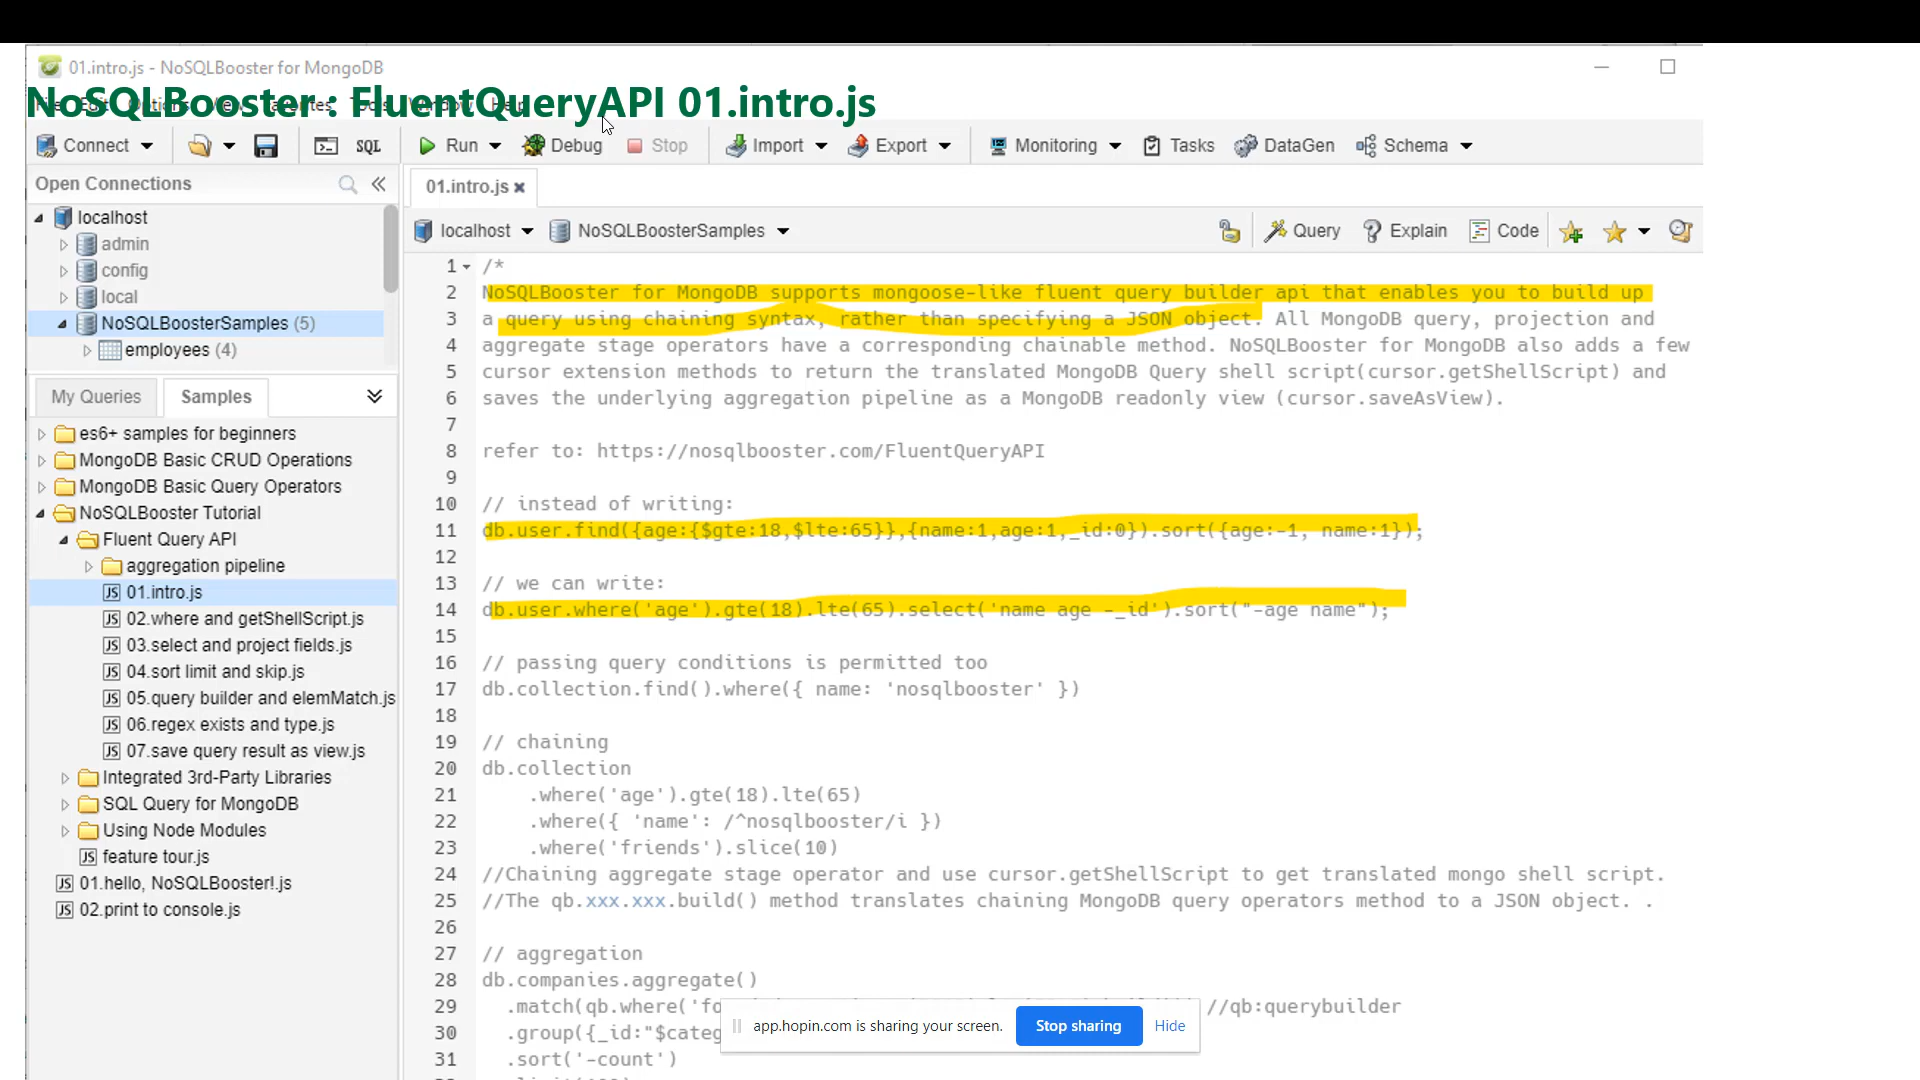 01.intro.js - NoSQLBooster for MongoDB
NoSQLBooster : FluentQueryAPI 01.intro.js
Connect
SQL
Run
Debug
Stop
Import
Export
Monitoring
Tasks
DataGen
Schema
Open Connections
localhost
admin
config
local
NoSQLBoosterSamples (5)
employees (4)
My Queries
Samples
es6+ samples for beginners
MongoDB Basic CRUD Operations
MongoDB Basic Query Operators
NoSQLBooster Tutorial
Fluent Query API
aggregation pipeline
JS 01.intro.js
JS 02.where and getShellScript.js
JS 03.select and project fields.js
JS 04.sort limit and skip.js
JS 05.query builder and elemMatch.js
JS 06.regex exists and type.js
JS 07.save query result as view.js
Integrated 3rd-Party Libraries
SQL Query for MongoDB
Using Node Modules
JS feature tour.js
JS 01.hello, NoSQLBooster!.js
JS 02.print to console.js
01.intro.js
localhost
NoSQLBoosterSamples
Query
Explain
Code
1 /*
2 NoSQLBooster for MongoDB supports mongoose-like fluent query builder api that enables you to build up
3 a query using chaining syntax, rather than specifying a JSON object. All MongoDB query, projection and
4 aggregate stage operators have a corresponding chainable method. NoSQLBooster for MongoDB also adds a few
5 cursor extension methods to return the translated MongoDB Query shell script(cursor.getShellScript) and
6 saves the underlying aggregation pipeline as a MongoDB readonly view (cursor.saveAsView).
7
8 refer to: https://nosqlbooster.com/FluentQueryAPI
9
10 // instead of writing:
11 db.user.find({age:{$gte:18,$lte:65}},{name:1,age:1,_id:0}).sort({age:-1, name:1});
12
13 // we can write:
14 db.user.where('age').gte(18).lte(65).select('name age -_id').sort("-age name");
15
16 // passing query conditions is permitted too
17 db.collection.find().where({ name: 'nosqlbooster' })
18
19 // chaining
20 db.collection
21 .where('age').gte(18).lte(65)
22 .where({ 'name': /^nosqlbooster/i })
23 .where('friends').slice(10)
24 //Chaining aggregate stage operator and use cursor.getShellScript to get translated mongo shell script.
25 //The qb.xxx.xxx.build() method translates chaining MongoDB query operators method to a JSON object. .
26
27 // aggregation
28 db.companies.aggregate()
29 .match(qb.where('fo //qb:querybuilder
30 .group({_id:"$categ
31 .sort('-count')
app.hopin.com is sharing your screen.
Stop sharing
Hide